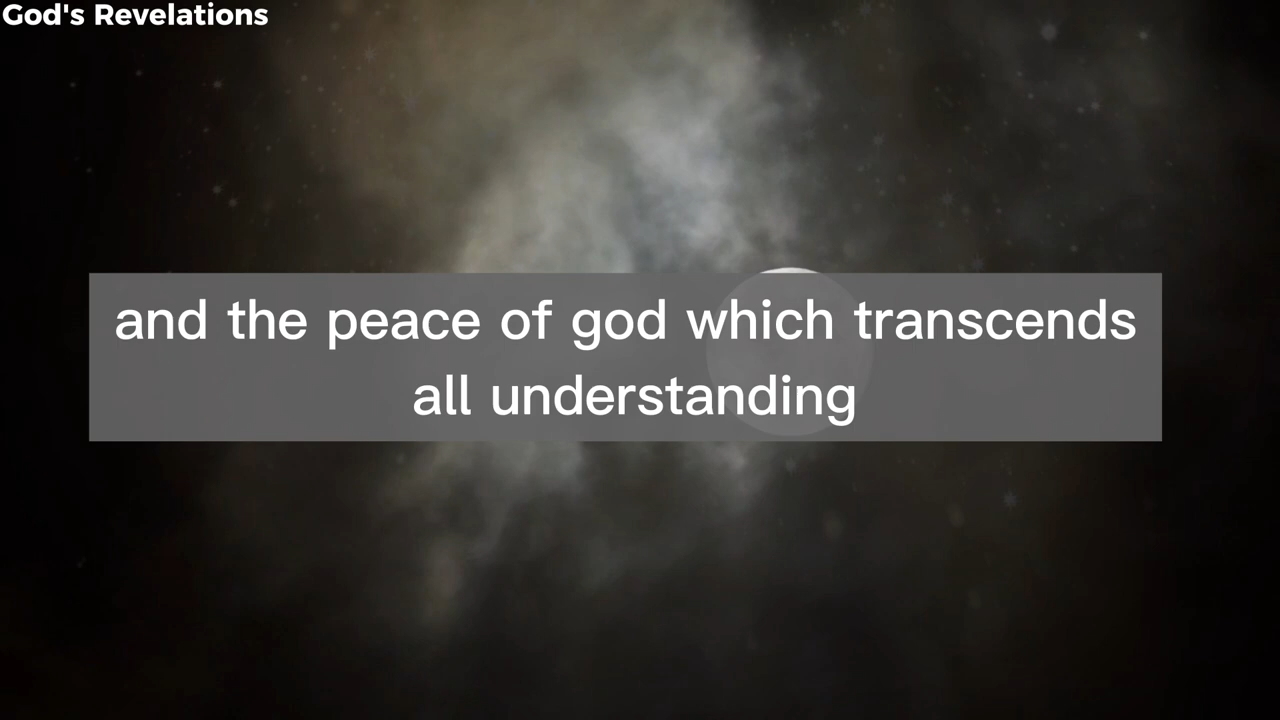 God's Revelations
and the peace of god which transcends
all understanding